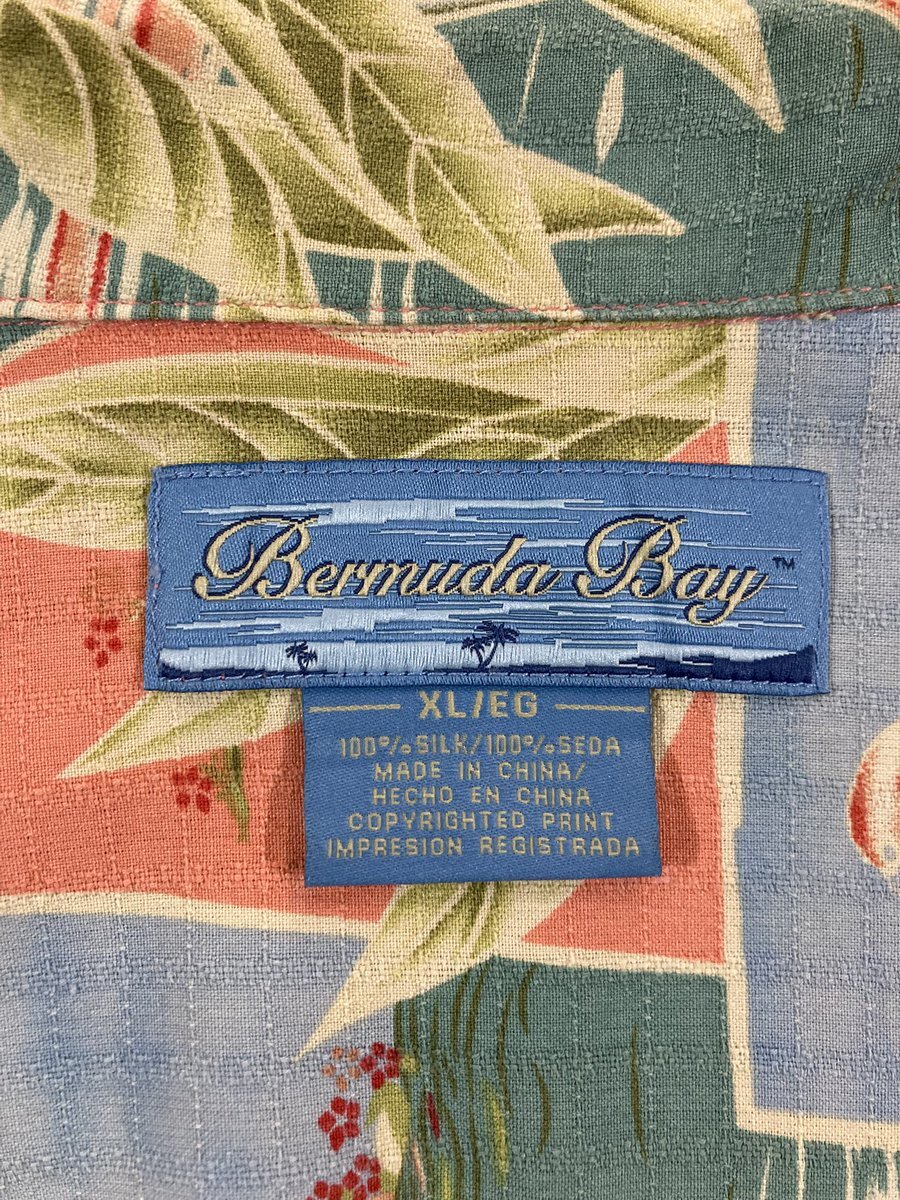 Bermuda Bay™
XL/EG
100% SILK/100% SEDA
MADE IN CHINA/
HECHO EN CHINA
COPYRIGHTED PRINT
IMPRESION REGISTRADA